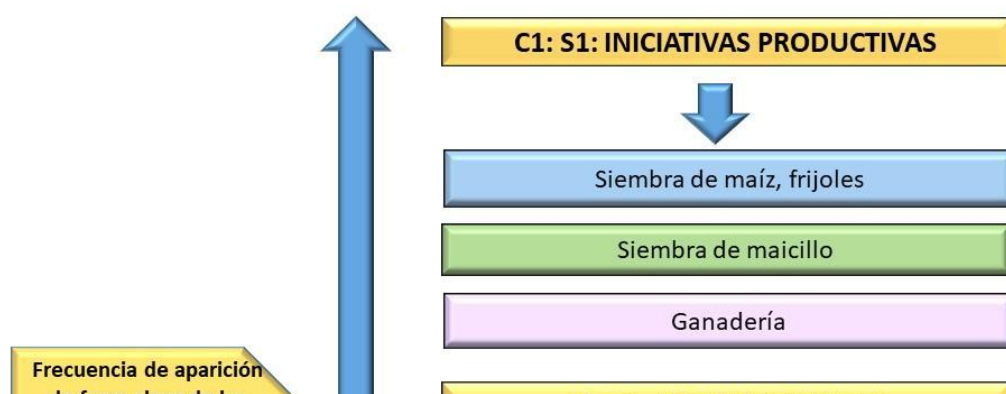 C1: S1: INICIATIVAS PRODUCTIVAS
Siembra de maíz, frijoles
Siembra de maicillo
Ganadería
Frecuencia de aparición